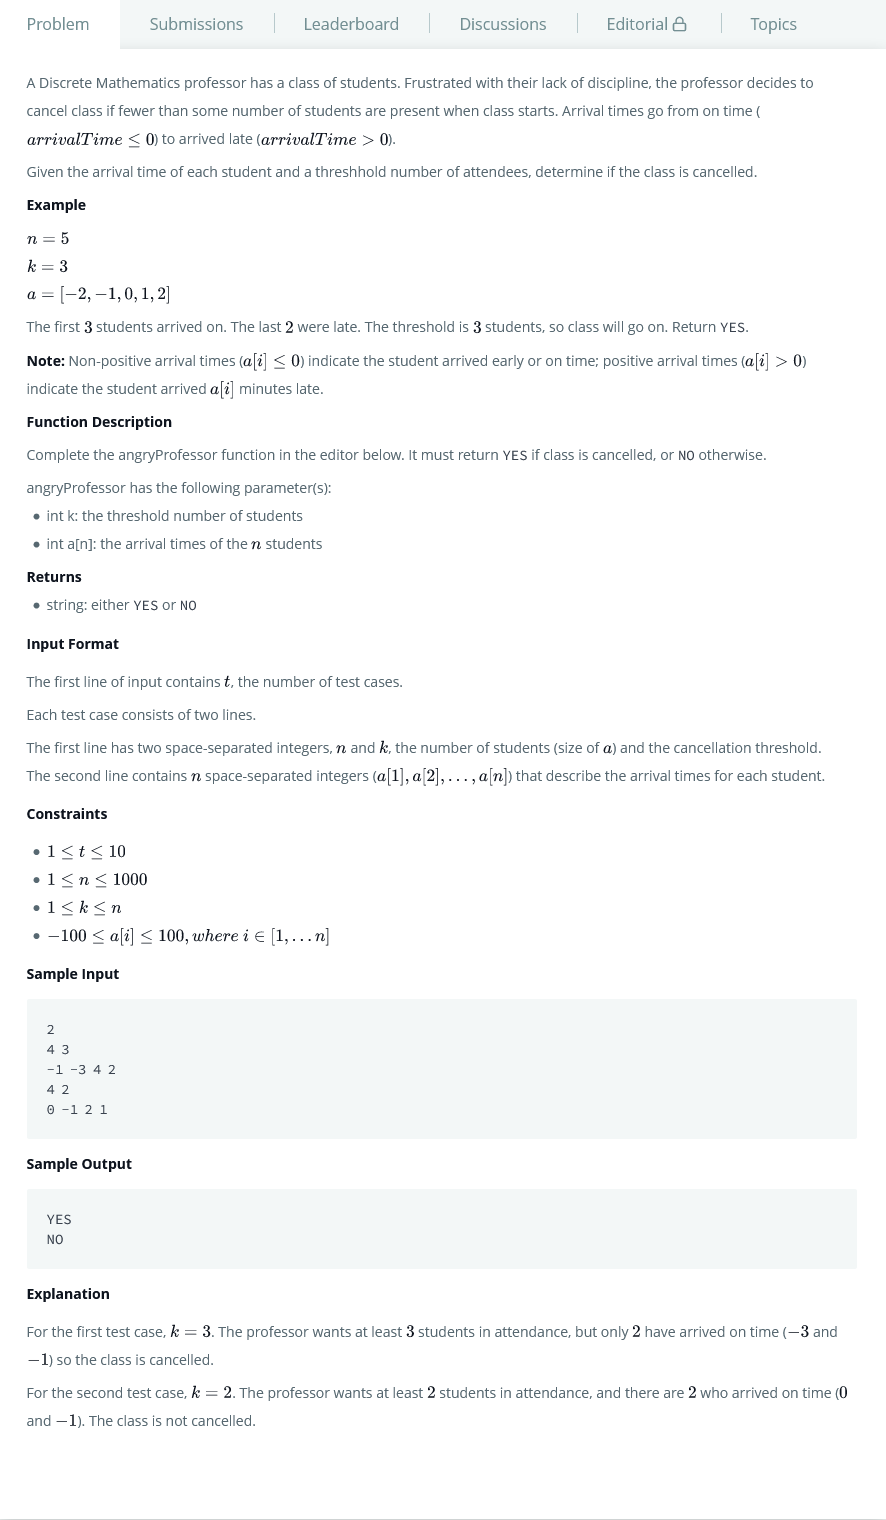 Problem
Submissions
Leaderboard
Discussions
Editorial
Topics
A Discrete Mathematics professor has a class of students. Frustrated with their lack of discipline, the professor decides to
cancel class if fewer than some number of students are present when class starts. Arrival times go from on time (
arrivalTime ≤ 0) to arrived late (arrivalTime > 0).
Given the arrival time of each student and a threshhold number of attendees, determine if the class is cancelled.
Example
n = 5
k = 3
a = [−2, −1, 0, 1, 2]
The first 3 students arrived on. The last 2 were late. The threshold is 3 students, so class will go on. Return YES.
Note: Non-positive arrival times (a[i] ≤ 0) indicate the student arrived early or on time; positive arrival times (a[i] > 0)
indicate the student arrived a[i] minutes late.
Function Description
Complete the angryProfessor function in the editor below. It must return YES if class is cancelled, or NO otherwise.
angryProfessor has the following parameter(s):
• int k: the threshold number of students
• int a[n]: the arrival times of the n students
Returns
• string: either YES or NO
Input Format
The first line of input contains t, the number of test cases.
Each test case consists of two lines.
The first line has two space-separated integers, n and k, the number of students (size of a) and the cancellation threshold.
The second line contains n space-separated integers (a[1], a[2], . . . , a[n]) that describe the arrival times for each student.
Constraints
• 1 ≤ t ≤ 10
• 1 ≤ n ≤ 1000
• 1 ≤ k ≤ n
• −100 ≤ a[i] ≤ 100, where i ∈ [1, . . . n]
Sample Input
2
4 3
-1 -3 4 2
4 2
0 -1 2 1
Sample Output
YES
NO
Explanation
For the first test case, k = 3. The professor wants at least 3 students in attendance, but only 2 have arrived on time (−3 and
−1) so the class is cancelled.
For the second test case, k = 2. The professor wants at least 2 students in attendance, and there are 2 who arrived on time (0
and −1). The class is not cancelled.